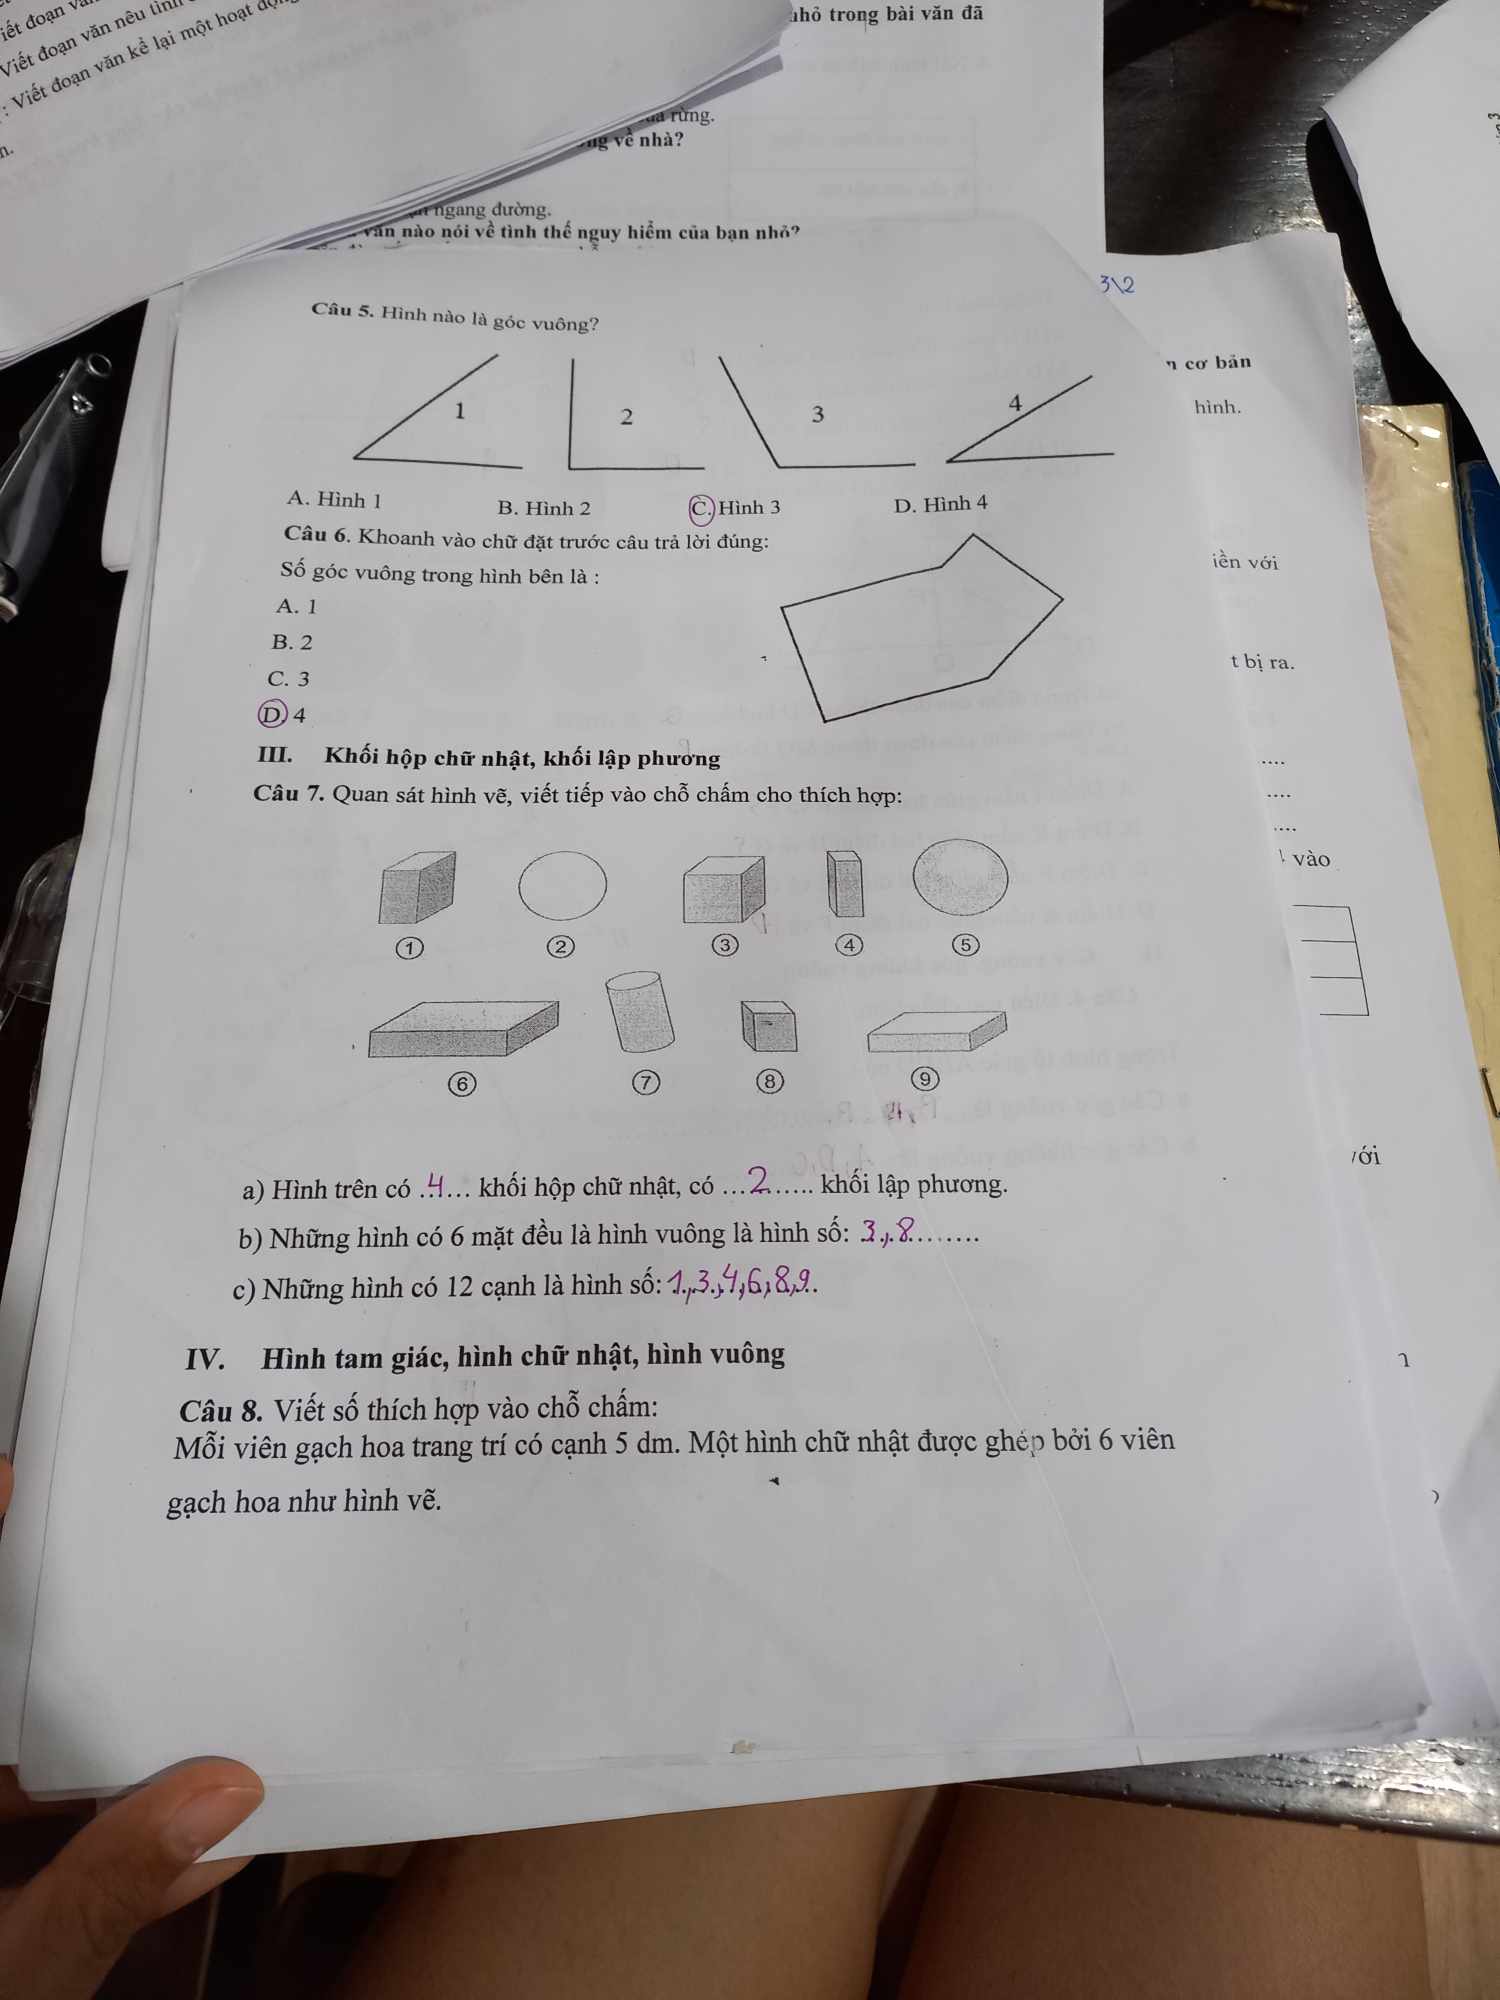 Viết đoạn văn nêu tình
: Viết đoạn văn kể lại một hoạt động
nhỏ trong bài văn đã
rừng.
về nhà?
ngang đường.
văn nào nói về tình thế nguy hiểm của bạn nhỏ?
3\2
Câu 5. Hình nào là góc vuông?
1
2
3
4
A. Hình 1
B. Hình 2
C. Hình 3
D. Hình 4
Câu 6. Khoanh vào chữ đặt trước câu trả lời đúng:
Số góc vuông trong hình bên là :
A. 1
B. 2
C. 3
D. 4
III. Khối hộp chữ nhật, khối lập phương
Câu 7. Quan sát hình vẽ, viết tiếp vào chỗ chấm cho thích hợp:
1 2 3 4 5
6 7 8 9
a) Hình trên có ..4.... khối hộp chữ nhật, có ...2...... khối lập phương.
b) Những hình có 6 mặt đều là hình vuông là hình số: 3, 8........
c) Những hình có 12 cạnh là hình số: 1, 3, 4, 6, 8, 9..
IV. Hình tam giác, hình chữ nhật, hình vuông
Câu 8. Viết số thích hợp vào chỗ chấm:
Mỗi viên gạch hoa trang trí có cạnh 5 dm. Một hình chữ nhật được ghép bởi 6 viên
gạch hoa như hình vẽ.
cơ bản
hình.
với
t bị ra.
....
....
....
vào
với